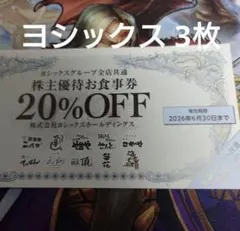 ヨシックス 3枚
ヨシックスグループ全店共通
株主優待お食事券
20%OFF
株式会社ヨシックスホールディングス
有効期限
2026年6月30日まで